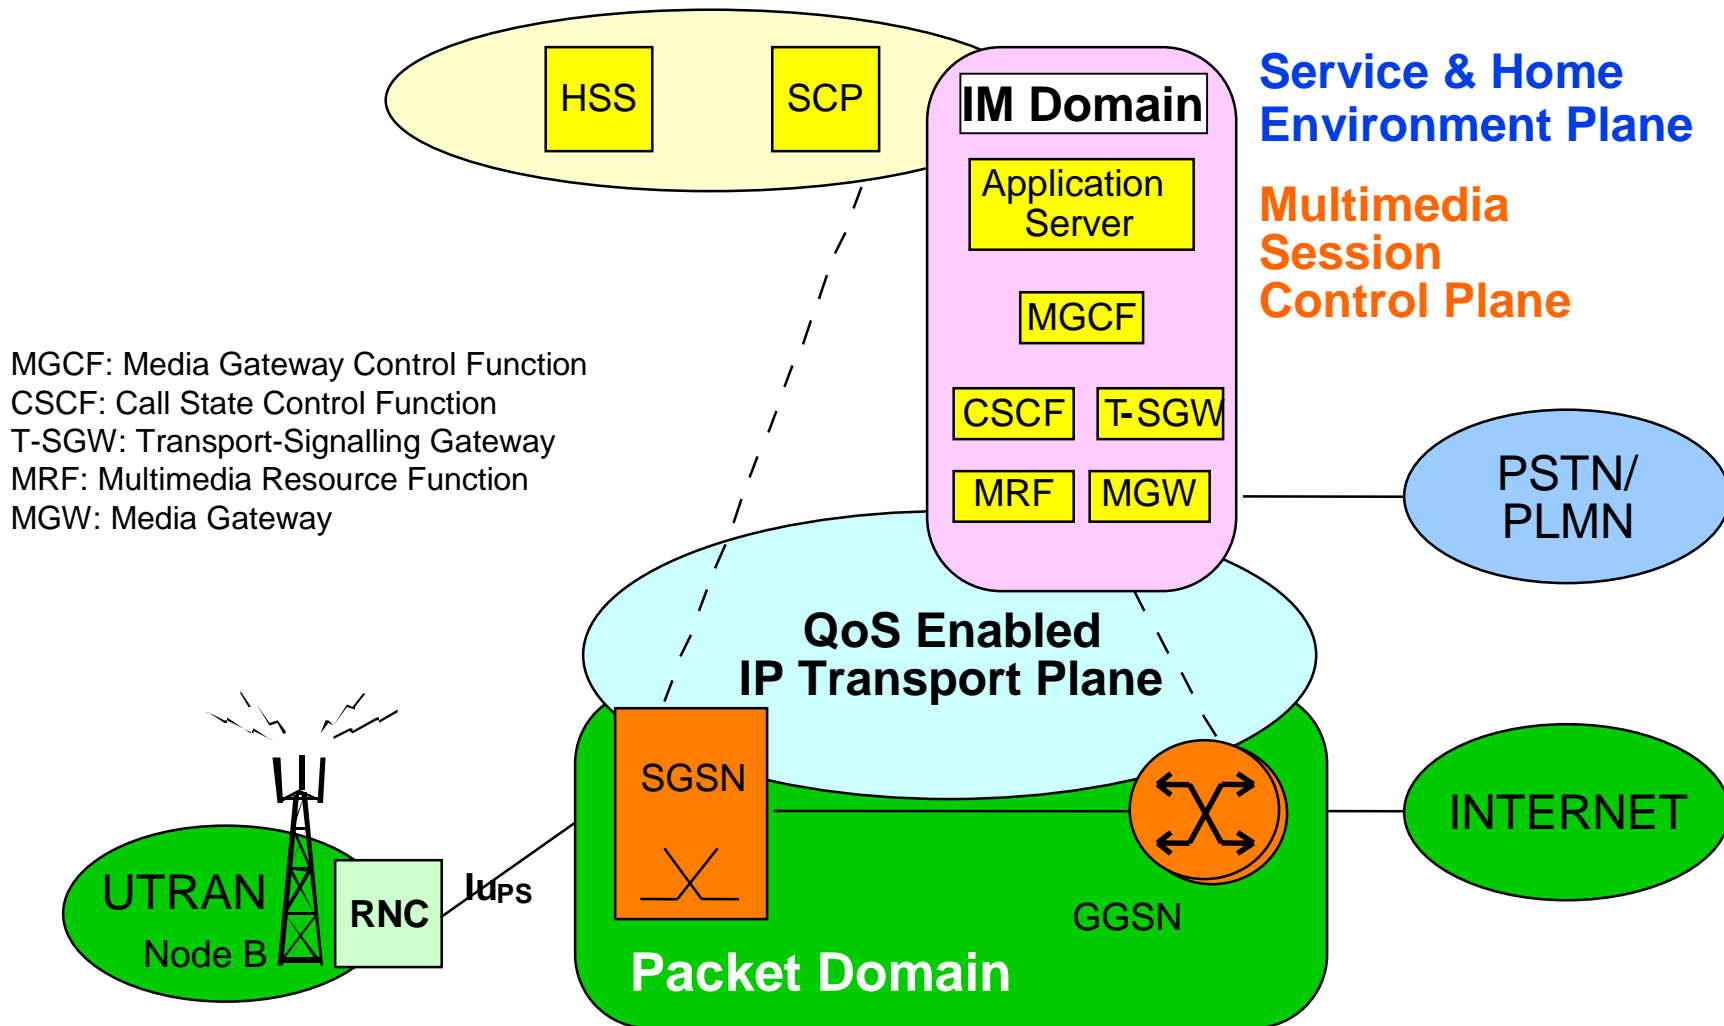 HSS
SCP
IM Domain
Service & Home
Environment Plane
Application
Server
Multimedia
Session
Control Plane
MGCF
MGCF: Media Gateway Control Function
CSCF: Call State Control Function
T-SGW: Transport-Signalling Gateway
MRF: Multimedia Resource Function
MGW: Media Gateway
CSCF
T-SGW
MRF
MGW
PSTN/
PLMN
QoS Enabled
IP Transport Plane
SGSN
INTERNET
UTRAN
Node B
RNC
IuPS
GGSN
Packet Domain